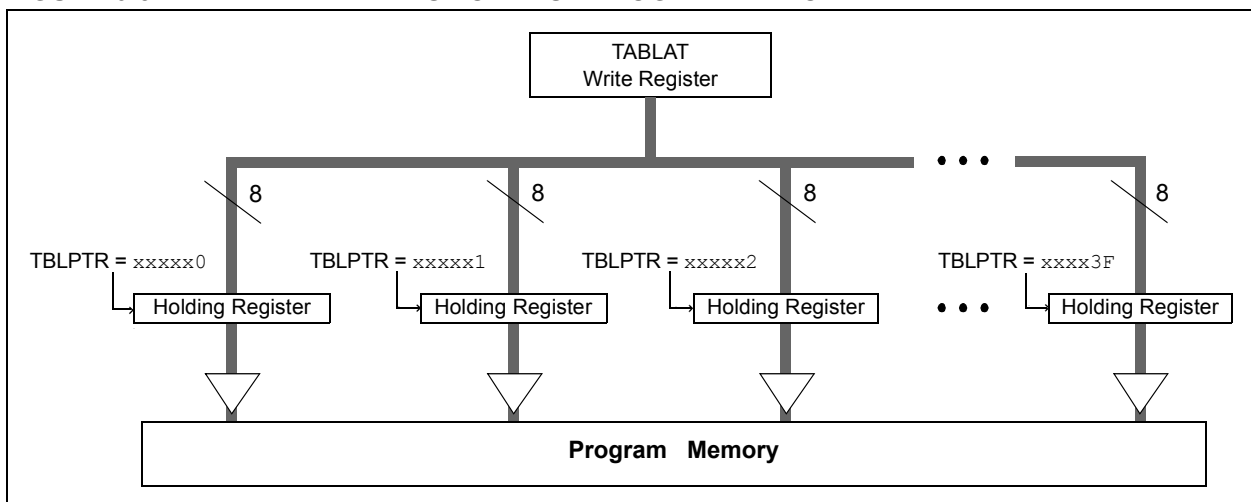 TABLAT
Write Register
8
8
8
8
TBLPTR = xxxxx0
TBLPTR = xxxxx1
TBLPTR = xxxxx2
TBLPTR = xxxx3F
Holding Register
Holding Register
Holding Register
Holding Register
Program Memory